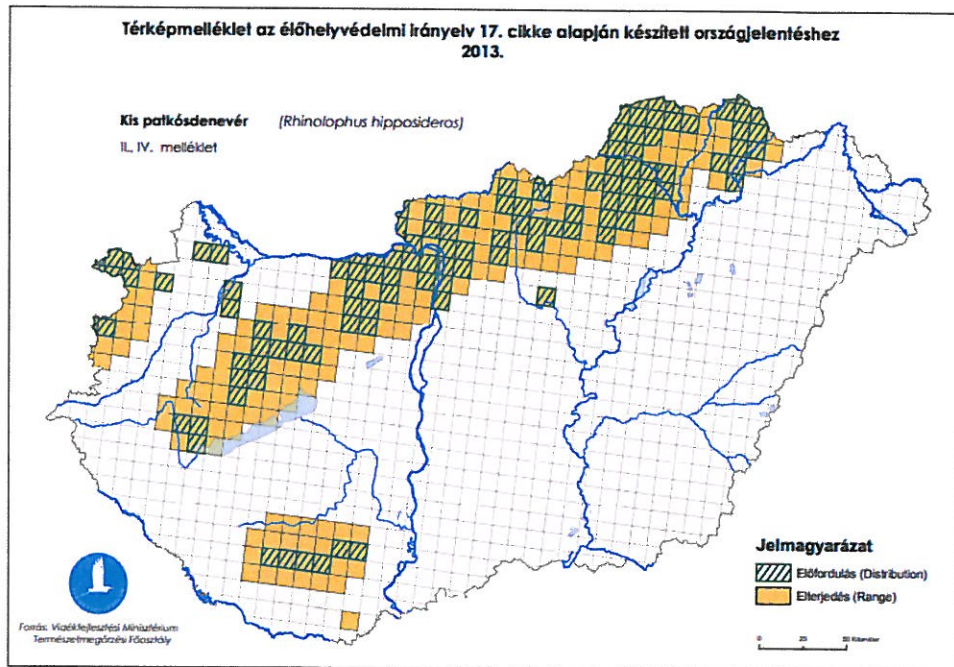 Térképmelléklet az élőhelyvédelmi irányelv 17. cikke alapján készített országjelentéshez
2013.
Kis patkósdenevér (Rhinolophus hipposideros)
II., IV. melléklet
Jelmagyarázat
Előfordulás (Distribution)
Elterjedés (Range)
Forrás: Vidékfejlesztési Minisztérium
Természetmegőrzési Főosztály
0 25 50 Kilométer